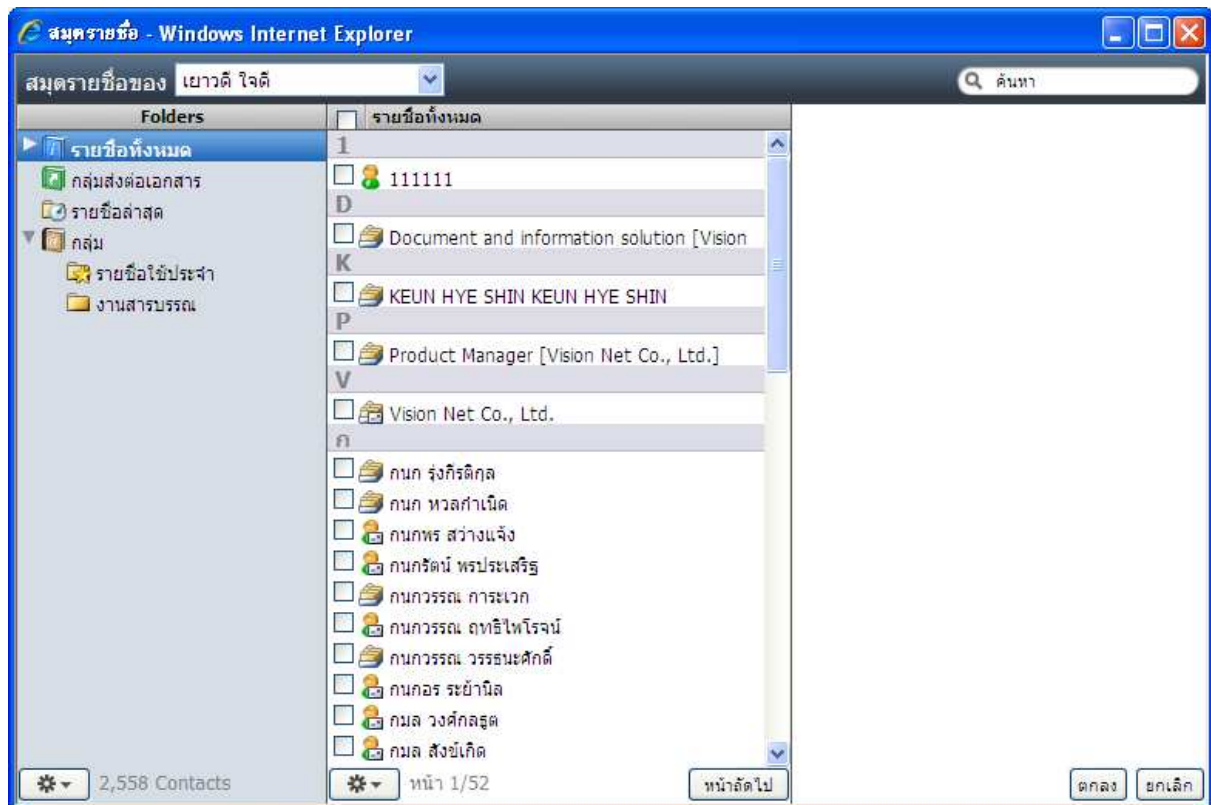 สมุดรายชื่อ - Windows Internet Explorer
สมุดรายชื่อของ เยาวดี ใจดี
ค้นหา
Folders
รายชื่อทั้งหมด
กลุ่มส่งต่อเอกสาร
รายชื่อล่าสุด
กลุ่ม
รายชื่อใช้ประจำ
งานสารบรรณ
2,558 Contacts
รายชื่อทั้งหมด
1
111111
D
Document and information solution [Vision
K
KEUN HYE SHIN KEUN HYE SHIN
P
Product Manager [Vision Net Co., Ltd.]
V
Vision Net Co., Ltd.
ก
กนก รุ่งกีรติกุล
กนก หวลกำเนิด
กนกพร สว่างแจ้ง
กนกรัตน์ พรประเสริฐ
กนกวรรณ การะเวก
กนกวรรณ ฤทธิไพโรจน์
กนกวรรณ วรรธนะศักดิ์
กนกอร ระย้านิล
กมล วงศ์กลธูต
กมล สังข์เกิด
หน้า 1/52
หน้าถัดไป
ตกลง
ยกเลิก